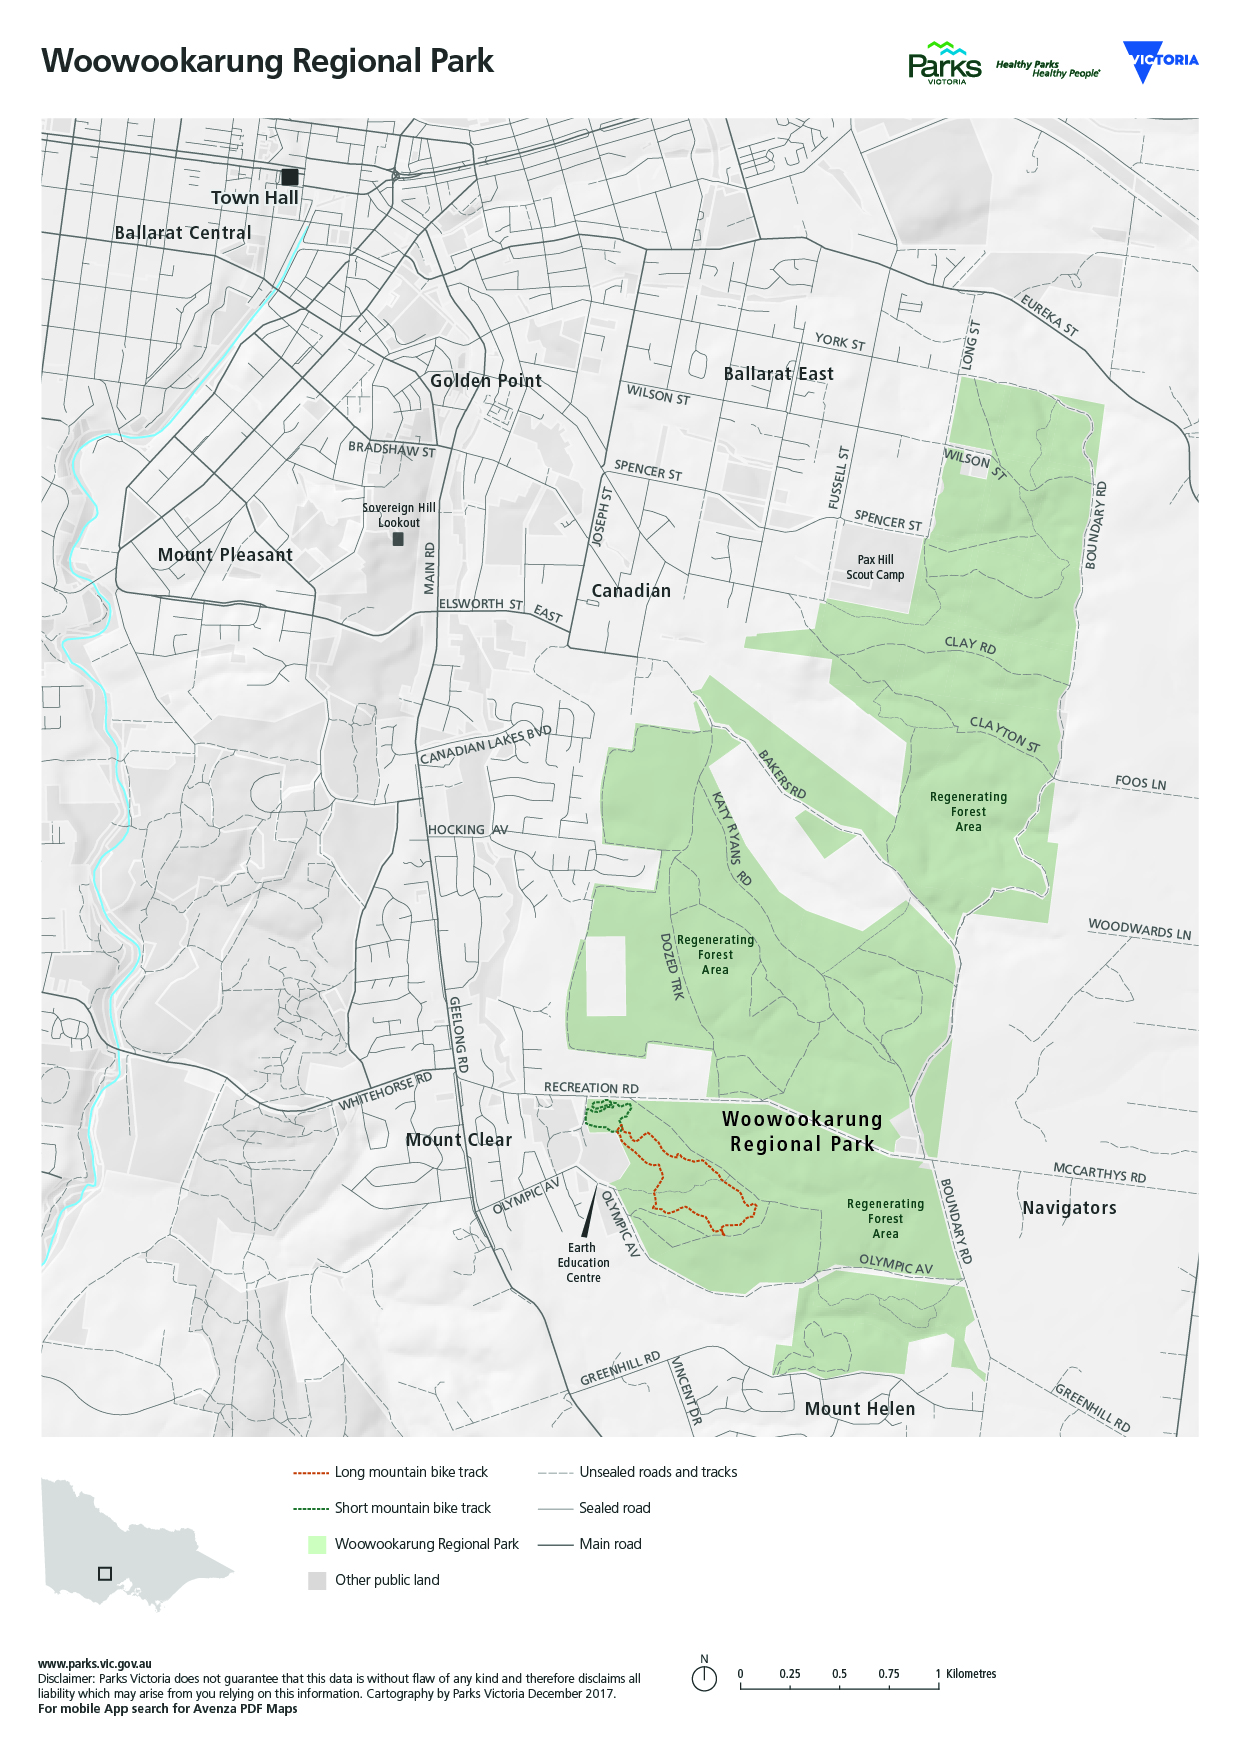 Woowookarung Regional Park
Parks
VICTORIA
Healthy Parks
Healthy People®
VICTORIA
Town Hall
Ballarat Central
EUREKA ST
LONG ST
YORK ST
Ballarat East
Golden Point
WILSON ST
BRADSHAW ST
WILSON ST
SPENCER ST
FUSSELL ST
BOUNDARY RD
Sovereign Hill
Lookout
JOSEPH ST
SPENCER ST
Mount Pleasant
MAIN RD
Pax Hill
Scout Camp
Canadian
ELSWORTH ST EAST
CLAY RD
CLAYTON ST
CANADIAN LAKES BVD
BAKERS RD
FOOS LN
Regenerating
Forest
Area
KATY RYANS RD
HOCKING AV
WOODWARDS LN
Regenerating
Forest
Area
DOZED TRK
GEELONG RD
WHITEHORSE RD
RECREATION RD
Woowookarung
Regional Park
Mount Clear
MCCARTHYS RD
OLYMPIC AV
OLYMPIC AV
BOUNDARY RD
Navigators
Regenerating
Forest
Area
Earth
Education
Centre
OLYMPIC AV
GREENHILL RD
VINCENT DR
GREENHILL RD
Mount Helen
Long mountain bike track
Unsealed roads and tracks
Short mountain bike track
Sealed road
Woowookarung Regional Park
Main road
Other public land
www.parks.vic.gov.au
Disclaimer: Parks Victoria does not guarantee that this data is without flaw of any kind and therefore disclaims all
liability which may arise from you relying on this information. Cartography by Parks Victoria December 2017.
For mobile App search for Avenza PDF Maps
N
0 0.25 0.5 0.75 1 Kilometres